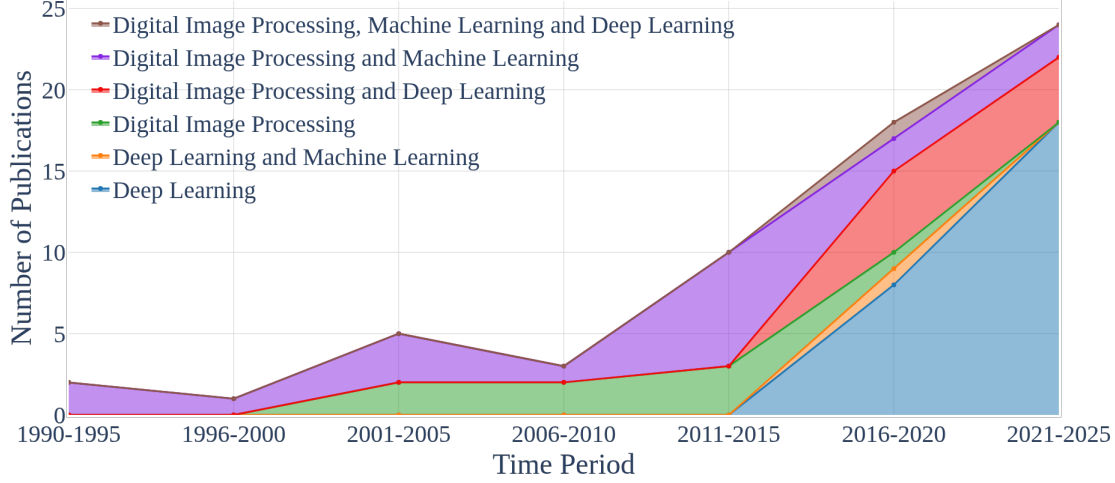 25
20
15
10
5
0
Number of Publications
Digital Image Processing, Machine Learning and Deep Learning
Digital Image Processing and Machine Learning
Digital Image Processing and Deep Learning
Digital Image Processing
Deep Learning and Machine Learning
Deep Learning
1990-1995 1996-2000 2001-2005 2006-2010 2011-2015 2016-2020 2021-2025
Time Period